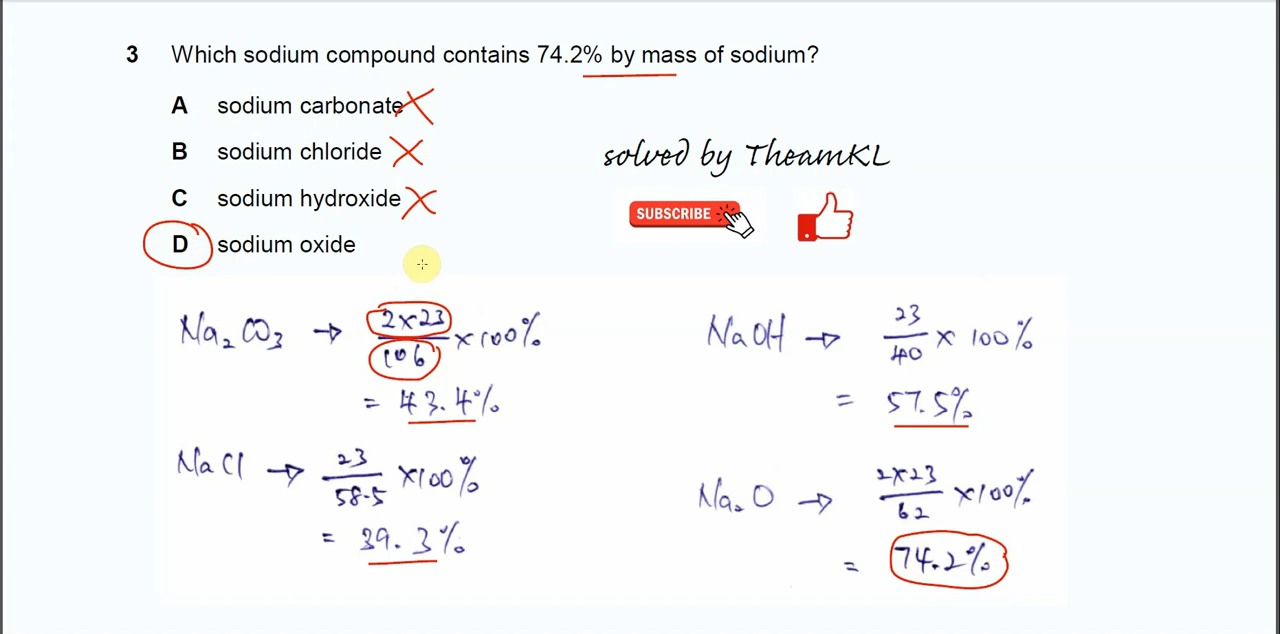 3 Which sodium compound contains 74.2% by mass of sodium?
A sodium carbonate
B sodium chloride
C sodium hydroxide
D sodium oxide
solved by TheamKL
SUBSCRIBE
Na₂CO₃ → 2×23/106 ×100%
= 43.4%
NaCl → 23/58.5 ×100%
= 39.3%
NaOH → 23/40 × 100%
= 57.5%
Na₂O → 2×23/62 ×100%
= 74.2%